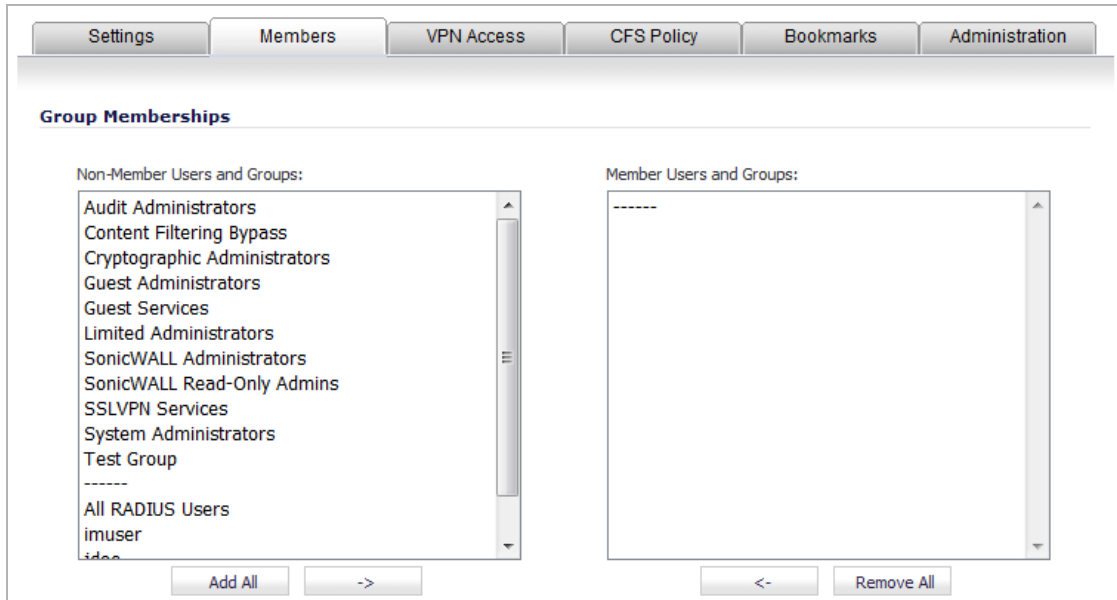 Settings Members VPN Access CFS Policy Bookmarks Administration
Group Memberships
Non-Member Users and Groups:
Audit Administrators
Content Filtering Bypass
Cryptographic Administrators
Guest Administrators
Guest Services
Limited Administrators
SonicWALL Administrators
SonicWALL Read-Only Admins
SSLVPN Services
System Administrators
Test Group
------
All RADIUS Users
imuser
Add All ->
Member Users and Groups:
------
<- Remove All